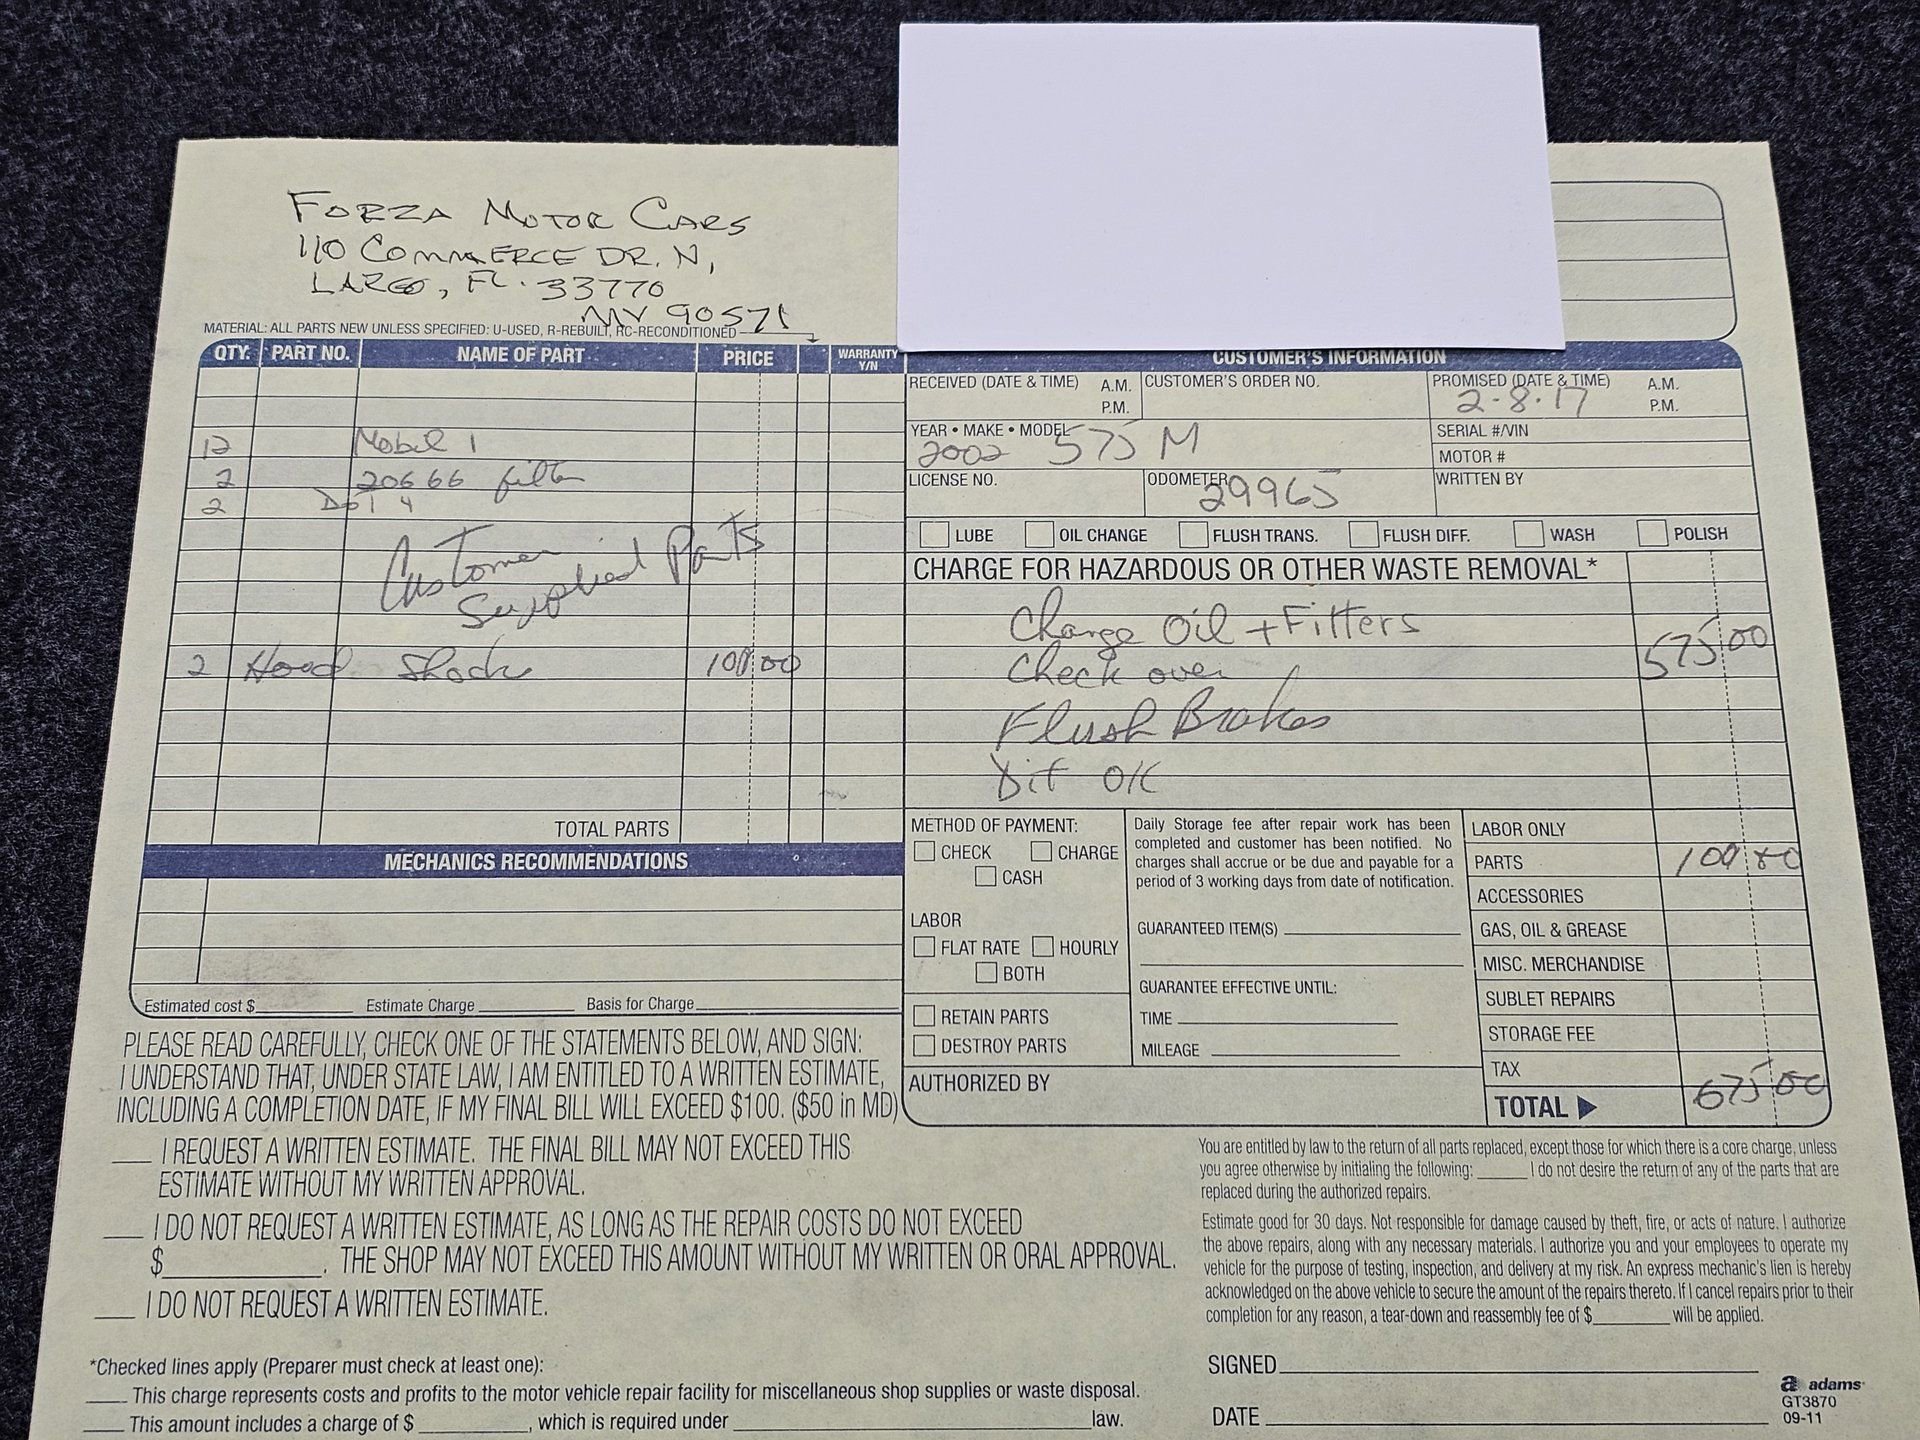 FORZA MOTOR CARS
110 COMMERCE DR. N,
LARGO, FL. 33770
MV 90571
MATERIAL: ALL PARTS NEW UNLESS SPECIFIED: U-USED, R-REBUILT, RC-RECONDITIONED
QTY. PART NO. NAME OF PART PRICE WARRANTY Y/N
12 Mobil 1
2 20666 filter
2 DOT 4
Customer
Supplied Parts
2 Hood Shocks 100 00
TOTAL PARTS
MECHANICS RECOMMENDATIONS
Estimated cost $ Estimate Charge Basis for Charge
CUSTOMER'S INFORMATION
RECEIVED (DATE & TIME) A.M. P.M. CUSTOMER'S ORDER NO. PROMISED (DATE & TIME) A.M. P.M.
2-8-17
YEAR • MAKE • MODEL SERIAL #/VIN
2002 575 M
MOTOR #
LICENSE NO. ODOMETER WRITTEN BY
29965
LUBE OIL CHANGE FLUSH TRANS. FLUSH DIFF. WASH POLISH
CHARGE FOR HAZARDOUS OR OTHER WASTE REMOVAL*
Change Oil + Filters
Check over 575 00
Flush Brakes
OK
METHOD OF PAYMENT:
CHECK CHARGE
CASH
LABOR
FLAT RATE HOURLY
BOTH
RETAIN PARTS
DESTROY PARTS
Daily Storage fee after repair work has been
completed and customer has been notified. No
charges shall accrue or be due and payable for a
period of 3 working days from date of notification.
GUARANTEED ITEM(S)
GUARANTEE EFFECTIVE UNTIL:
TIME
MILEAGE
LABOR ONLY
PARTS 100
ACCESSORIES
GAS, OIL & GREASE
MISC. MERCHANDISE
SUBLET REPAIRS
STORAGE FEE
TAX
TOTAL 675 00
AUTHORIZED BY
PLEASE READ CAREFULLY, CHECK ONE OF THE STATEMENTS BELOW, AND SIGN:
I UNDERSTAND THAT, UNDER STATE LAW, I AM ENTITLED TO A WRITTEN ESTIMATE,
INCLUDING A COMPLETION DATE, IF MY FINAL BILL WILL EXCEED $100. ($50 in MD)
I REQUEST A WRITTEN ESTIMATE. THE FINAL BILL MAY NOT EXCEED THIS
ESTIMATE WITHOUT MY WRITTEN APPROVAL.
I DO NOT REQUEST A WRITTEN ESTIMATE, AS LONG AS THE REPAIR COSTS DO NOT EXCEED
$ . THE SHOP MAY NOT EXCEED THIS AMOUNT WITHOUT MY WRITTEN OR ORAL APPROVAL.
I DO NOT REQUEST A WRITTEN ESTIMATE.
*Checked lines apply (Preparer must check at least one):
This charge represents costs and profits to the motor vehicle repair facility for miscellaneous shop supplies or waste disposal.
This amount includes a charge of $ , which is required under law.
You are entitled by law to the return of all parts replaced, except those for which there is a core charge, unless
you agree otherwise by initialing the following: I do not desire the return of any of the parts that are
replaced during the authorized repairs.
Estimate good for 30 days. Not responsible for damage caused by theft, fire, or acts of nature. I authorize
the above repairs, along with any necessary materials. I authorize you and your employees to operate my
vehicle for the purpose of testing, inspection, and delivery at my risk. An express mechanic's lien is hereby
acknowledged on the above vehicle to secure the amount of the repairs thereto. If I cancel repairs prior to their
completion for any reason, a tear-down and reassembly fee of $ will be applied.
SIGNED
DATE
adams
GT3870
09-11